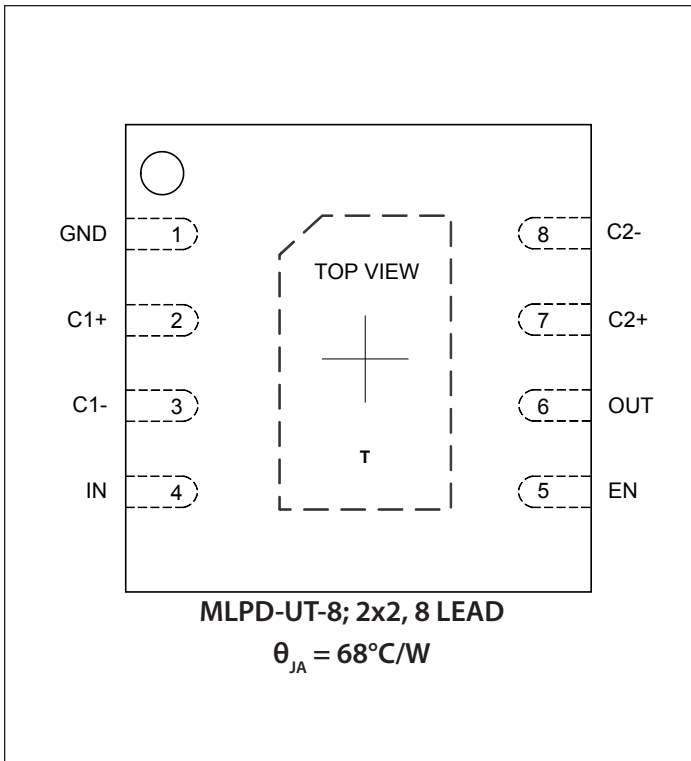 GND 1 8 C2-
TOP VIEW
C1+ 2 7 C2+
C1- 3 6 OUT
T
IN 4 5 EN
MLPD-UT-8; 2x2, 8 LEAD
θJA = 68°C/W